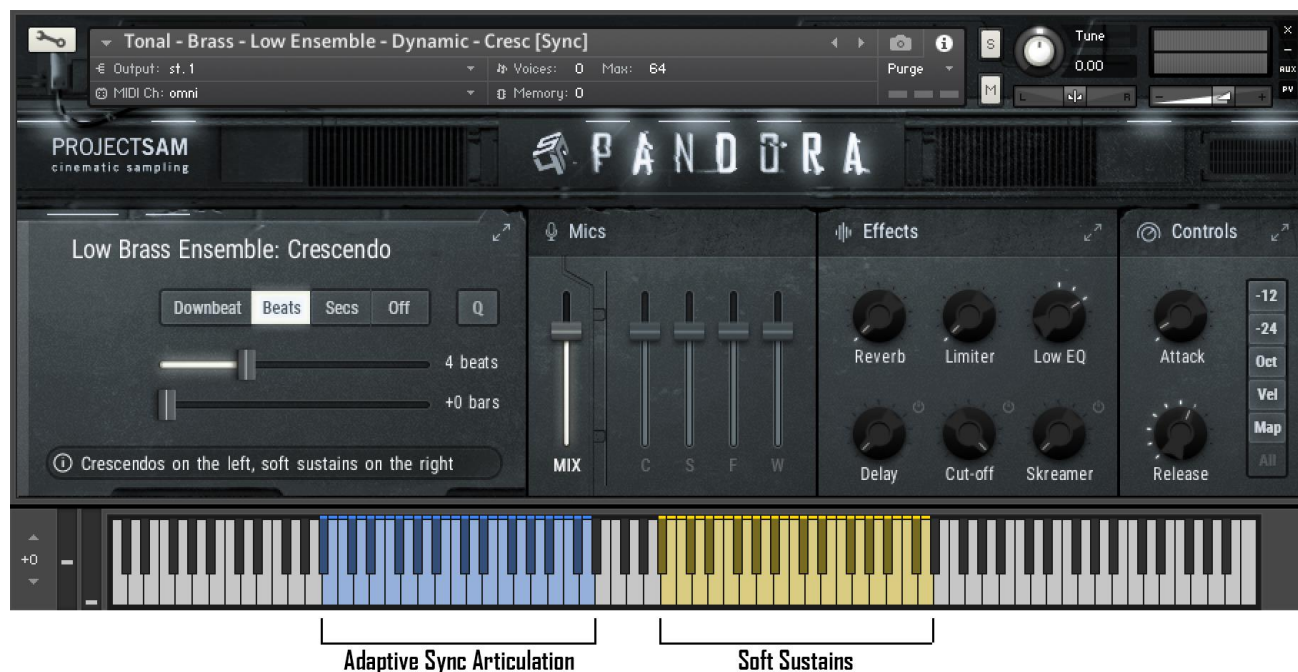 Tonal - Brass - Low Ensemble - Dynamic - Cresc [Sync]
Output: st.1
Voices: 0 Max: 64
Purge
MIDI Ch: omni
Memory: 0
S
M
Tune
0.00
L R
- +
×
-
AUX
PV
PROJECTSAM
cinematic sampling
PANDORA
Low Brass Ensemble: Crescendo
Downbeat Beats Secs Off Q
4 beats
+0 bars
Crescendos on the left, soft sustains on the right
Mics
MIX C S F W
Effects
Reverb Limiter Low EQ
Delay Cut-off Skreamer
Controls
Attack
Release
-12
-24
Oct
Vel
Map
All
+0
Adaptive Sync Articulation
Soft Sustains